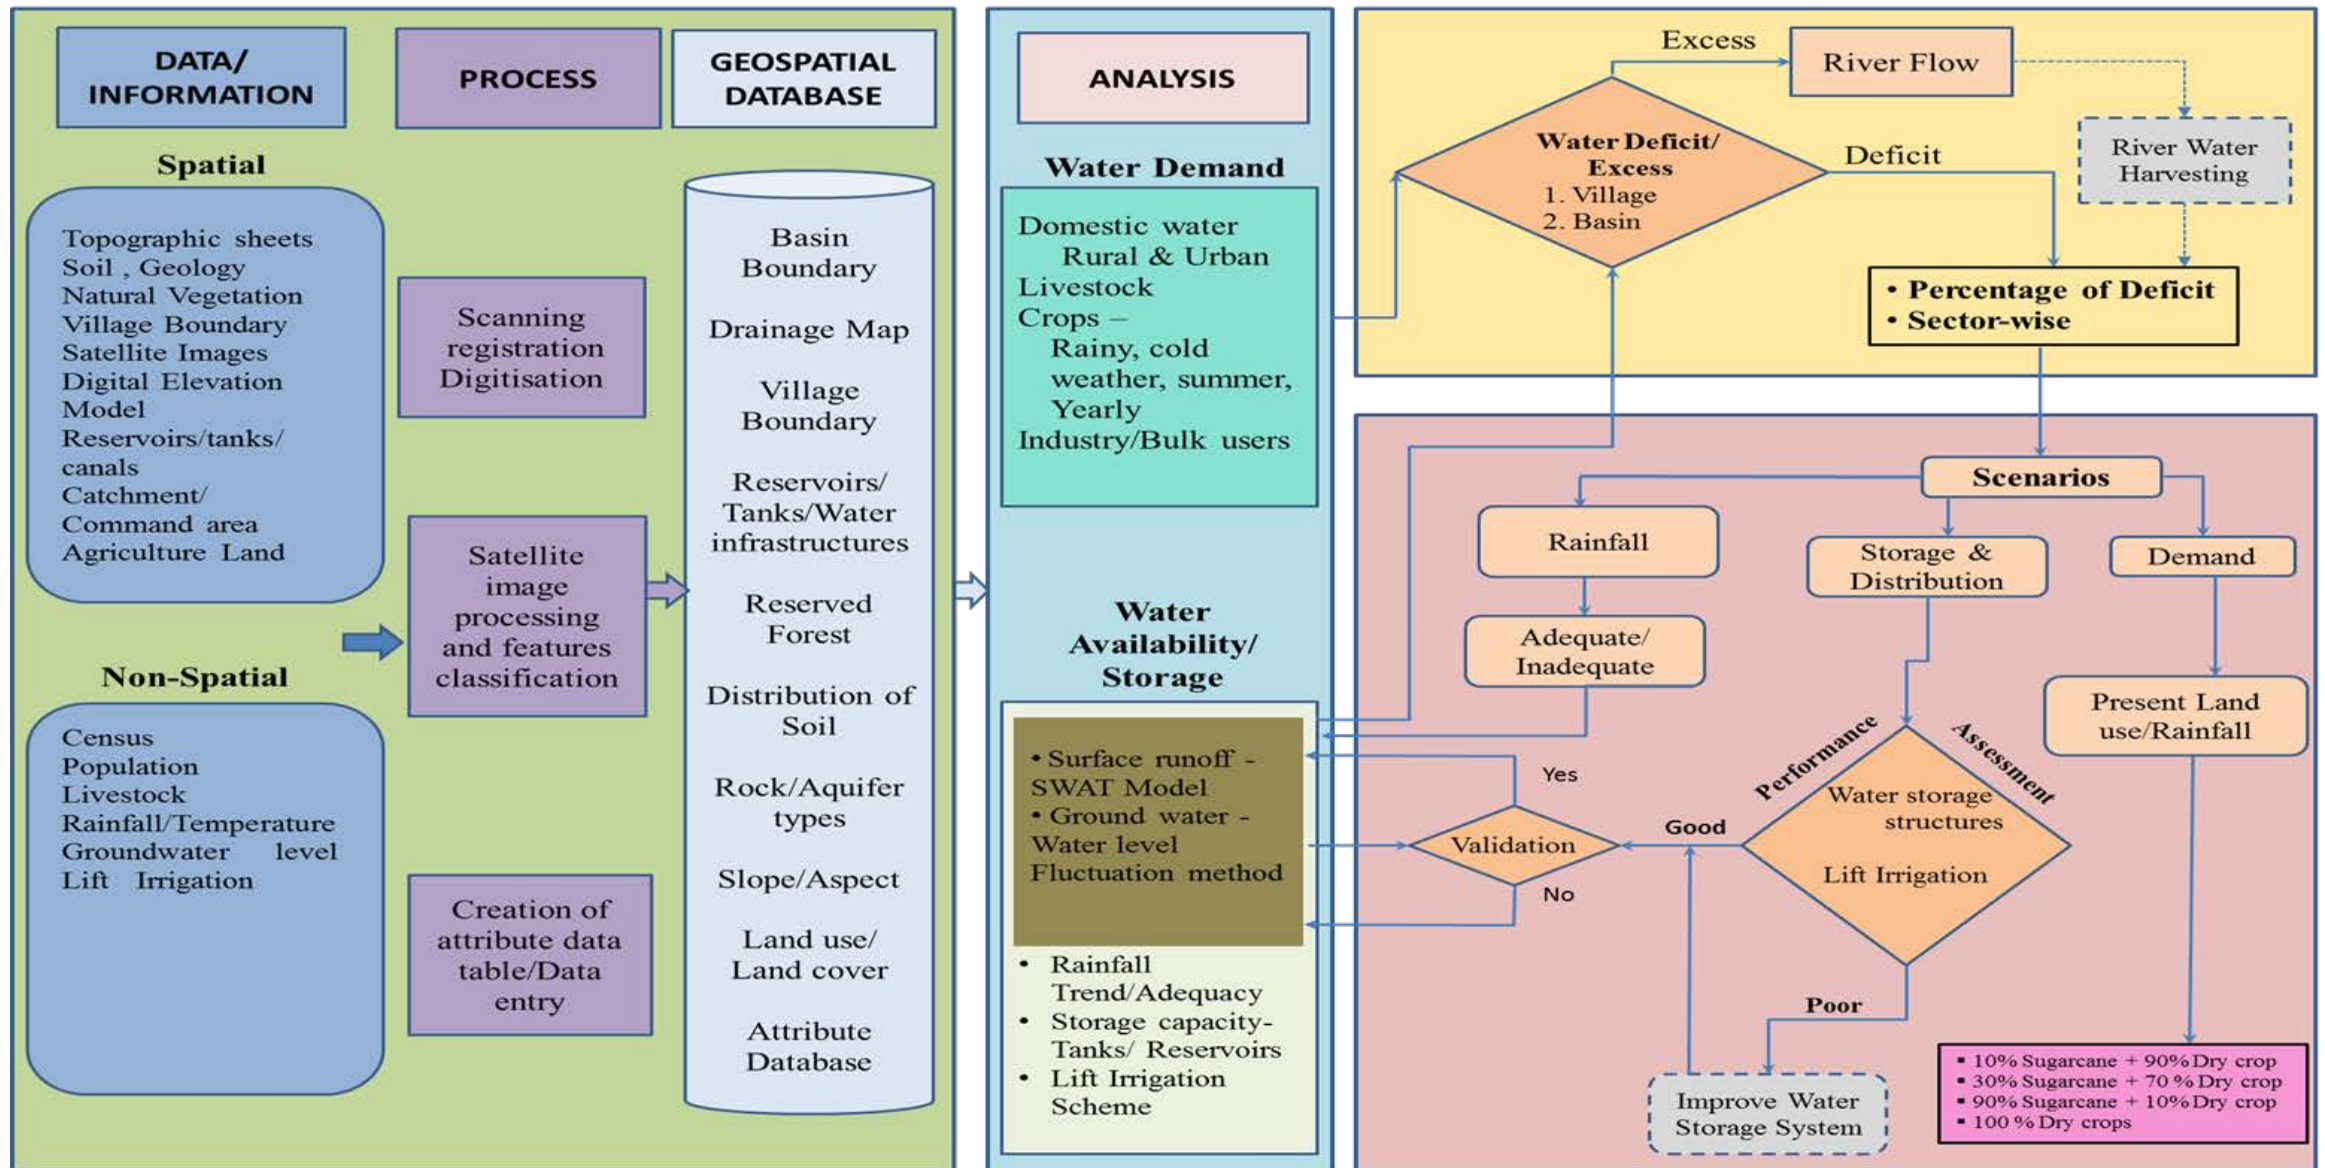 DATA/
INFORMATION
PROCESS
GEOSPATIAL
DATABASE
Spatial
Topographic sheets
Soil , Geology
Natural Vegetation
Village Boundary
Satellite Images
Digital Elevation
Model
Reservoirs/tanks/
canals
Catchment/
Command area
Agriculture Land
Non-Spatial
Census
Population
Livestock
Rainfall/Temperature
Groundwater level
Lift Irrigation
Scanning
registration
Digitisation
Satellite
image
processing
and features
classification
Creation of
attribute data
table/Data
entry
Basin
Boundary
Drainage Map
Village
Boundary
Reservoirs/
Tanks/Water
infrastructures
Reserved
Forest
Distribution of
Soil
Rock/Aquifer
types
Slope/Aspect
Land use/
Land cover
Attribute
Database
ANALYSIS
Water Demand
Domestic water
Rural & Urban
Livestock
Crops –
Rainy, cold
weather, summer,
Yearly
Industry/Bulk users
Water
Availability/
Storage
• Surface runoff -
SWAT Model
• Ground water -
Water level
Fluctuation method
• Rainfall
Trend/Adequacy
• Storage capacity-
Tanks/ Reservoirs
• Lift Irrigation
Scheme
Excess
River Flow
Water Deficit/
Excess
1. Village
2. Basin
Deficit
River Water
Harvesting
• Percentage of Deficit
• Sector-wise
Scenarios
Rainfall
Storage &
Distribution
Demand
Adequate/
Inadequate
Present Land
use/Rainfall
Performance
Assessment
Water storage
structures
Lift Irrigation
Yes
Validation
Good
No
Poor
Improve Water
Storage System
▪ 10% Sugarcane + 90% Dry crop
▪ 30% Sugarcane + 70 % Dry crop
▪ 90% Sugarcane + 10% Dry crop
▪ 100 % Dry crops